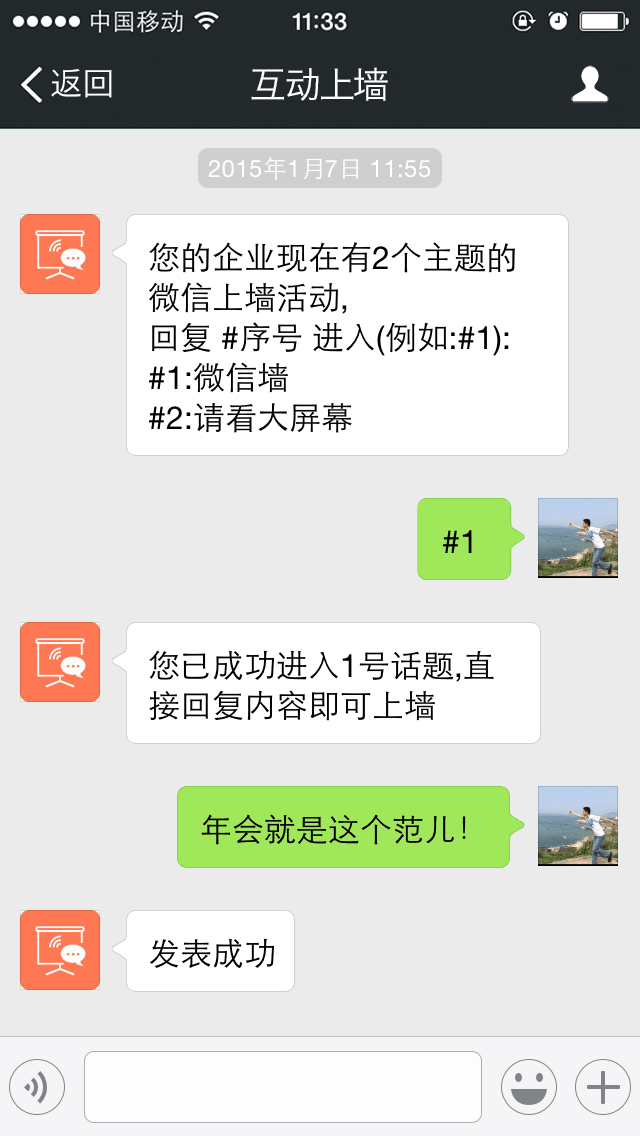 中国移动
11:33
返回
互动上墙
2015年1月7日 11:55
您的企业现在有2个主题的
微信上墙活动,
回复 #序号 进入(例如:#1):
#1:微信墙
#2:请看大屏幕
#1
您已成功进入1号话题,直
接回复内容即可上墙
年会就是这个范儿！
发表成功